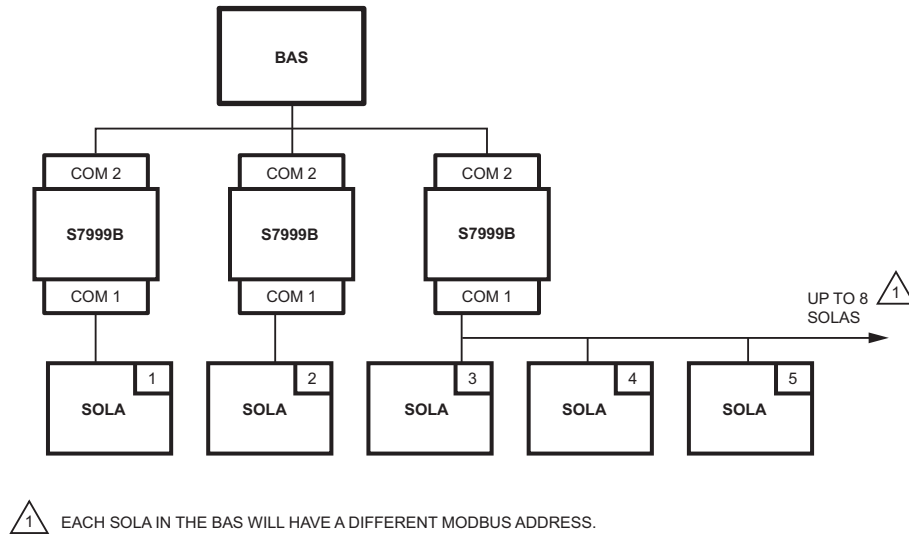 BAS
COM 2
COM 2
COM 2
S7999B
S7999B
S7999B
COM 1
COM 1
COM 1
UP TO 8
SOLAS
1
1
SOLA
2
SOLA
3
SOLA
4
SOLA
5
SOLA
1
EACH SOLA IN THE BAS WILL HAVE A DIFFERENT MODBUS ADDRESS.